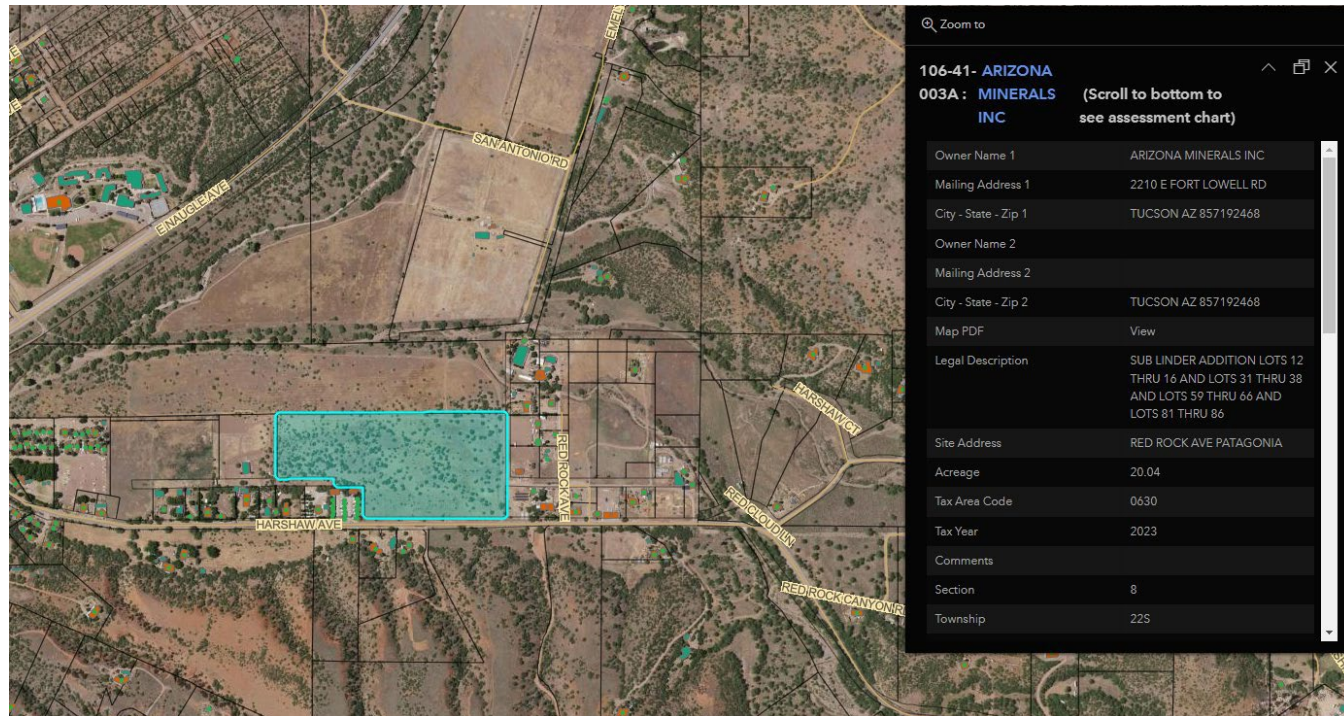 EMEL
SAN ANTONIO RD
E NAUGLE AVE
HARSHAW CT
RED ROCK AVE
HARSHAW AVE
RED CLOUD LN
RED ROCK CANYON R
Zoom to
106-41-003A : ARIZONA MINERALS INC (Scroll to bottom to see assessment chart)
Owner Name 1 ARIZONA MINERALS INC
Mailing Address 1 2210 E FORT LOWELL RD
City - State - Zip 1 TUCSON AZ 857192468
Owner Name 2
Mailing Address 2
City - State - Zip 2 TUCSON AZ 857192468
Map PDF View
Legal Description SUB LINDER ADDITION LOTS 12
THRU 16 AND LOTS 31 THRU 38
AND LOTS 59 THRU 66 AND
LOTS 81 THRU 86
Site Address RED ROCK AVE PATAGONIA
Acreage 20.04
Tax Area Code 0630
Tax Year 2023
Comments
Section 8
Township 22S